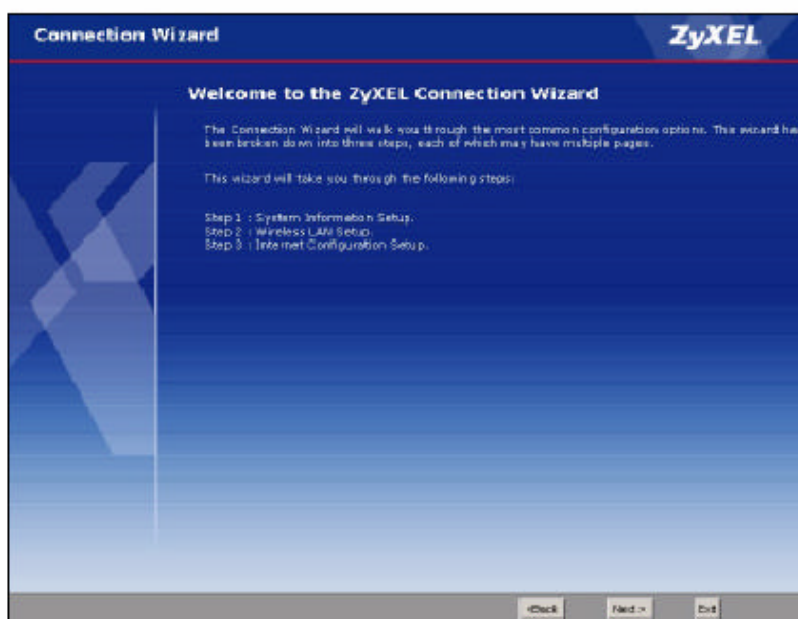 Connection Wizard
ZyXEL
Welcome to the ZyXEL Connection Wizard
The Connection Wizard will walk you through the most common configuration options. This wizard ha
been broken down into three steps, each of which may have multiple pages.
This wizard will take you through the following steps:
Step 1 : System Information Setup.
Step 2 : Wireless LAN Setup.
Step 3 : Internet Configuration Setup.
<Back Next > Exit